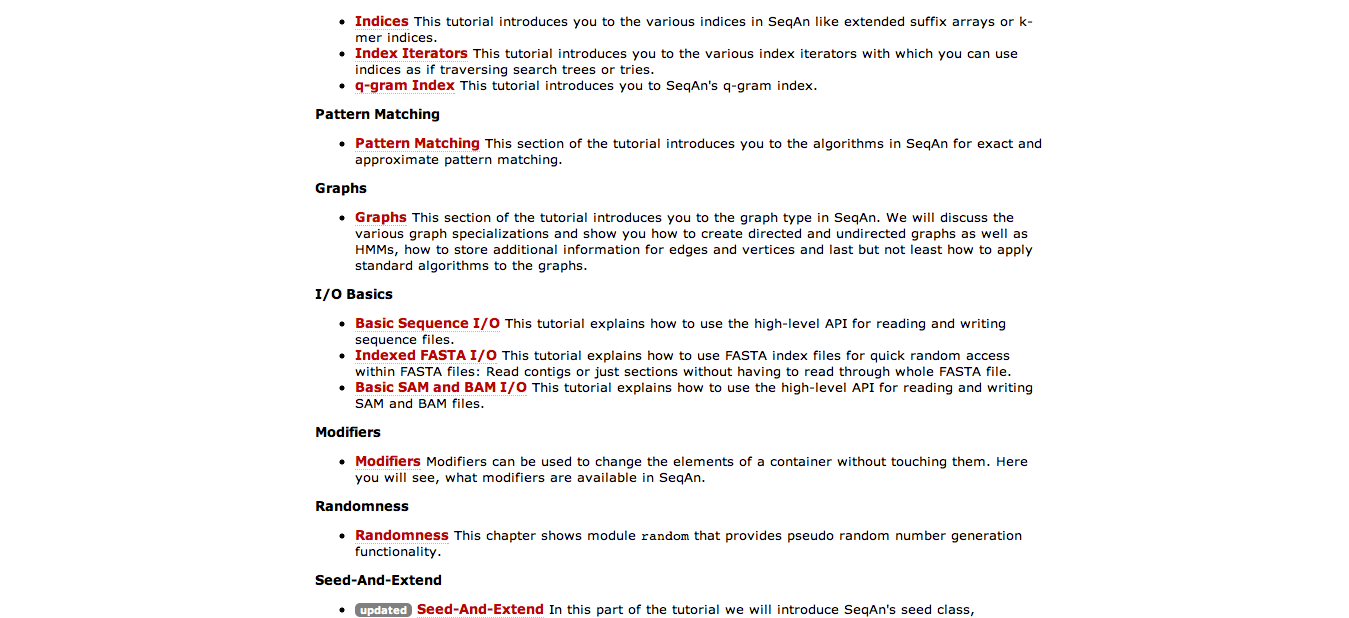 Indices This tutorial introduces you to the various indices in SeqAn like extended suffix arrays or k-
mer indices.
Index Iterators This tutorial introduces you to the various index iterators with which you can use
indices as if traversing search trees or tries.
q-gram Index This tutorial introduces you to SeqAn's q-gram index.
Pattern Matching
Pattern Matching This section of the tutorial introduces you to the algorithms in SeqAn for exact and
approximate pattern matching.
Graphs
Graphs This section of the tutorial introduces you to the graph type in SeqAn. We will discuss the
various graph specializations and show you how to create directed and undirected graphs as well as
HMMs, how to store additional information for edges and vertices and last but not least how to apply
standard algorithms to the graphs.
I/O Basics
Basic Sequence I/O This tutorial explains how to use the high-level API for reading and writing
sequence files.
Indexed FASTA I/O This tutorial explains how to use FASTA index files for quick random access
within FASTA files: Read contigs or just sections without having to read through whole FASTA file.
Basic SAM and BAM I/O This tutorial explains how to use the high-level API for reading and writing
SAM and BAM files.
Modifiers
Modifiers Modifiers can be used to change the elements of a container without touching them. Here
you will see, what modifiers are available in SeqAn.
Randomness
Randomness This chapter shows module random that provides pseudo random number generation
functionality.
Seed-And-Extend
updated Seed-And-Extend In this part of the tutorial we will introduce SeqAn's seed class,